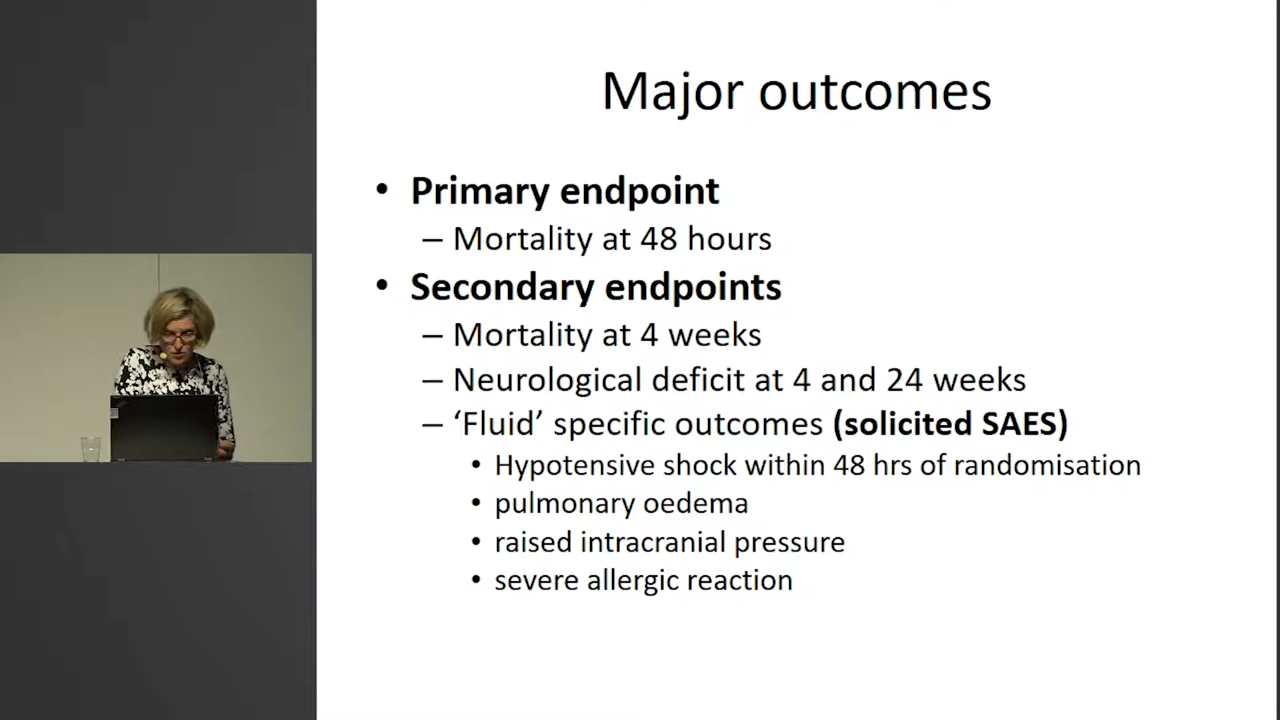 Major outcomes
• Primary endpoint
– Mortality at 48 hours
• Secondary endpoints
– Mortality at 4 weeks
– Neurological deficit at 4 and 24 weeks
– ‘Fluid’ specific outcomes (solicited SAES)
• Hypotensive shock within 48 hrs of randomisation
• pulmonary oedema
• raised intracranial pressure
• severe allergic reaction